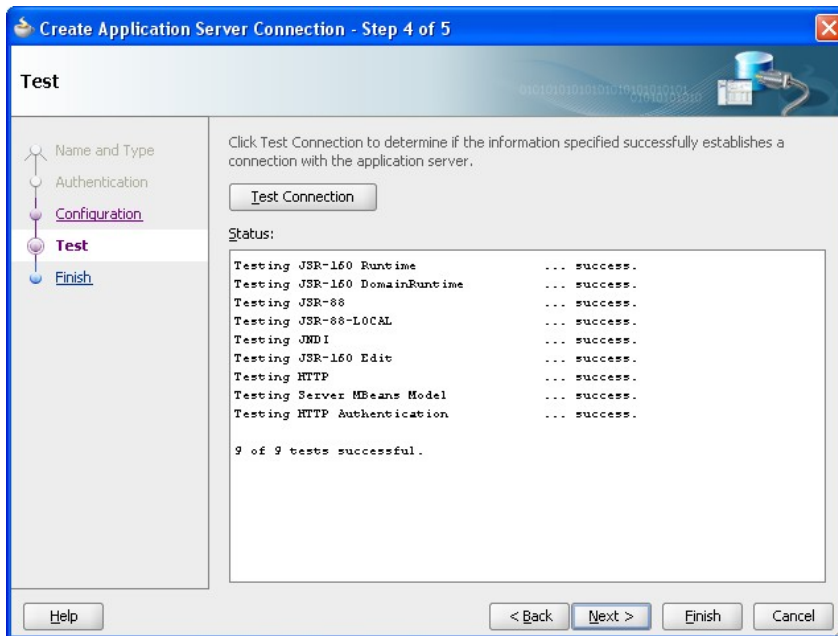 Create Application Server Connection - Step 4 of 5
Test
Name and Type
Authentication
Configuration
Test
Finish
Click Test Connection to determine if the information specified successfully establishes a
connection with the application server.
Test Connection
Status:
Testing JSR-160 Runtime ... success.
Testing JSR-160 DomainRuntime ... success.
Testing JSR-88 ... success.
Testing JSR-88-LOCAL ... success.
Testing JNDI ... success.
Testing JSR-160 Edit ... success.
Testing HTTP ... success.
Testing Server MBeans Model ... success.
Testing HTTP Authentication ... success.
9 of 9 tests successful.
Help
< Back
Next >
Finish
Cancel